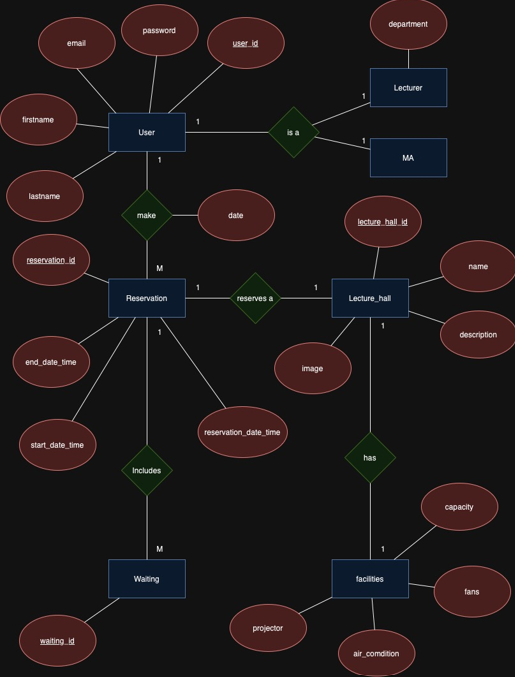 department
password
email
user_id
Lecturer
1
firstname
1
User
is a
1
MA
1
lastname
make
date
lecture_hall_id
reservation_id
M
name
1
1
Reservation
reserves a
Lecture_hall
1
1
description
end_date_time
image
start_date_time
reservation_date_time
Includes
has
capacity
M
1
Waiting
facilities
fans
projector
waiting_id
air_comdition